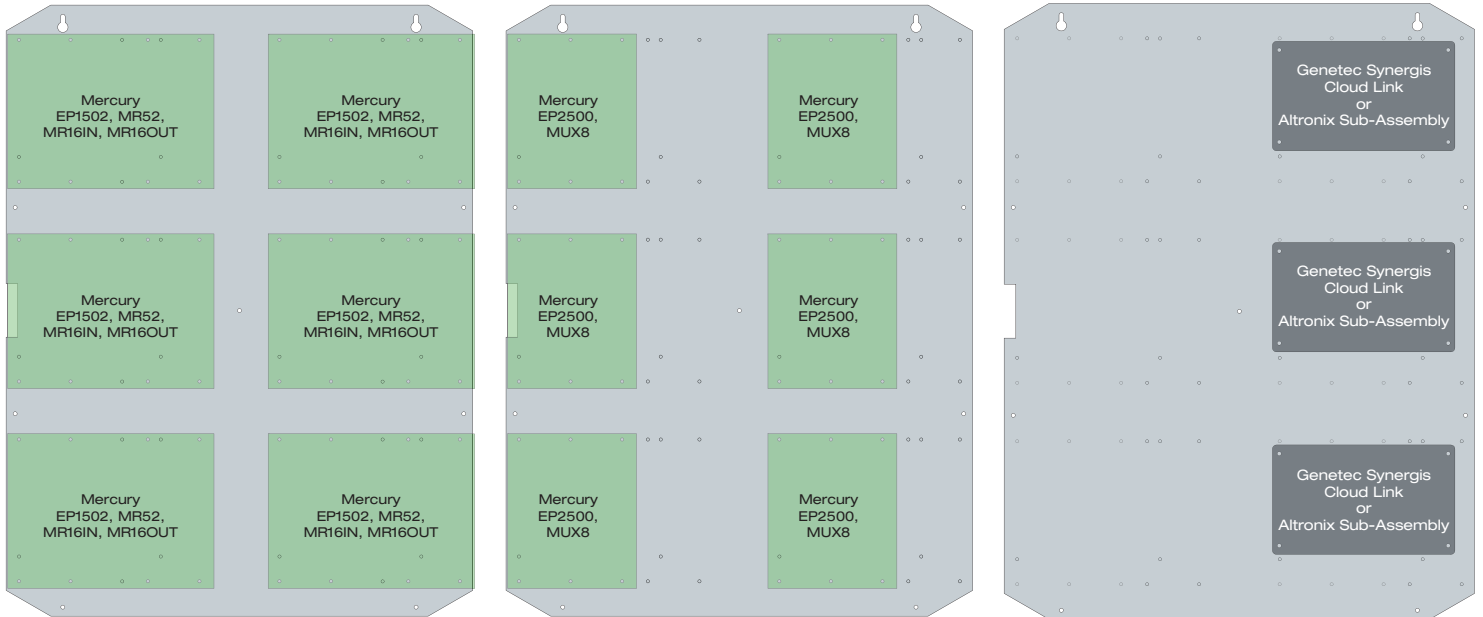 Mercury
EP1502, MR52,
MR16IN, MR16OUT
Mercury
EP1502, MR52,
MR16IN, MR16OUT
Mercury
EP1502, MR52,
MR16IN, MR16OUT
Mercury
EP1502, MR52,
MR16IN, MR16OUT
Mercury
EP1502, MR52,
MR16IN, MR16OUT
Mercury
EP1502, MR52,
MR16IN, MR16OUT
Mercury
EP2500,
MUX8
Mercury
EP2500,
MUX8
Mercury
EP2500,
MUX8
Mercury
EP2500,
MUX8
Mercury
EP2500,
MUX8
Mercury
EP2500,
MUX8
Genetec Synergis
Cloud Link
or
Altronix Sub-Assembly
Genetec Synergis
Cloud Link
or
Altronix Sub-Assembly
Genetec Synergis
Cloud Link
or
Altronix Sub-Assembly